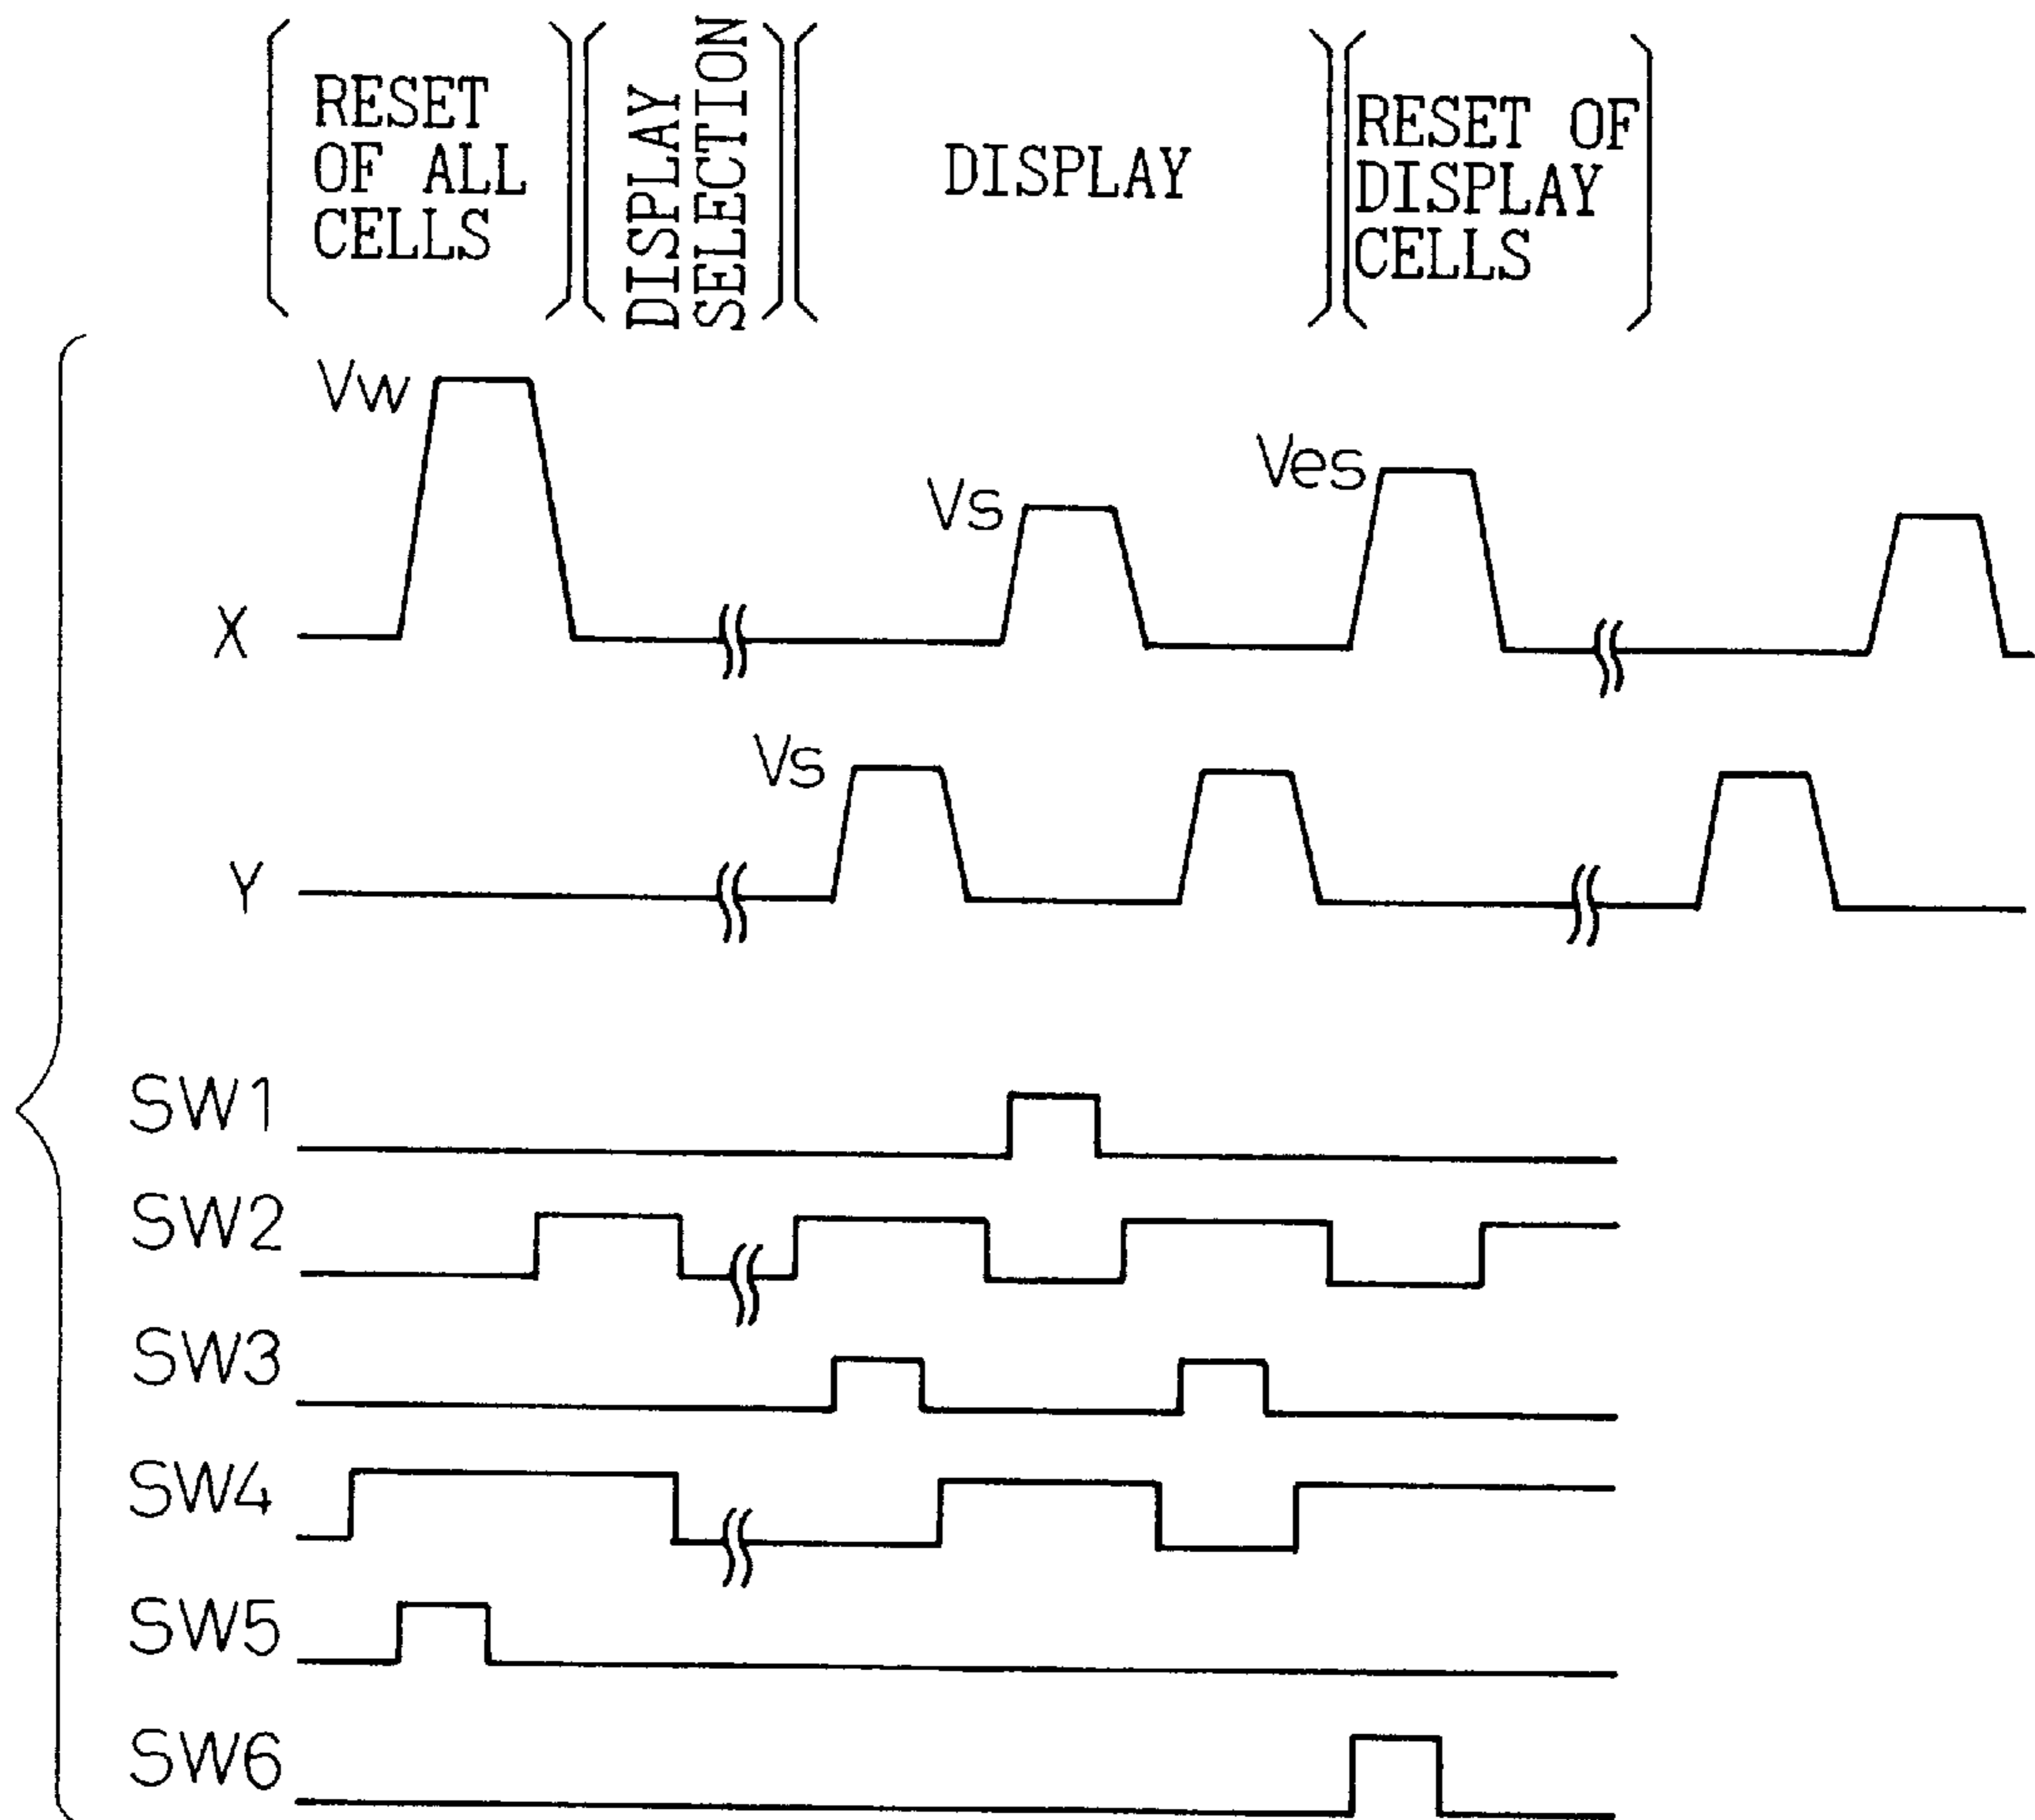 RESET
OF ALL
CELLS
DISPLAY
SELECTION
DISPLAY
RESET OF
DISPLAY
CELLS
Vw
Vs
Ves
X
Vs
Y
SW1
SW2
SW3
SW4
SW5
SW6